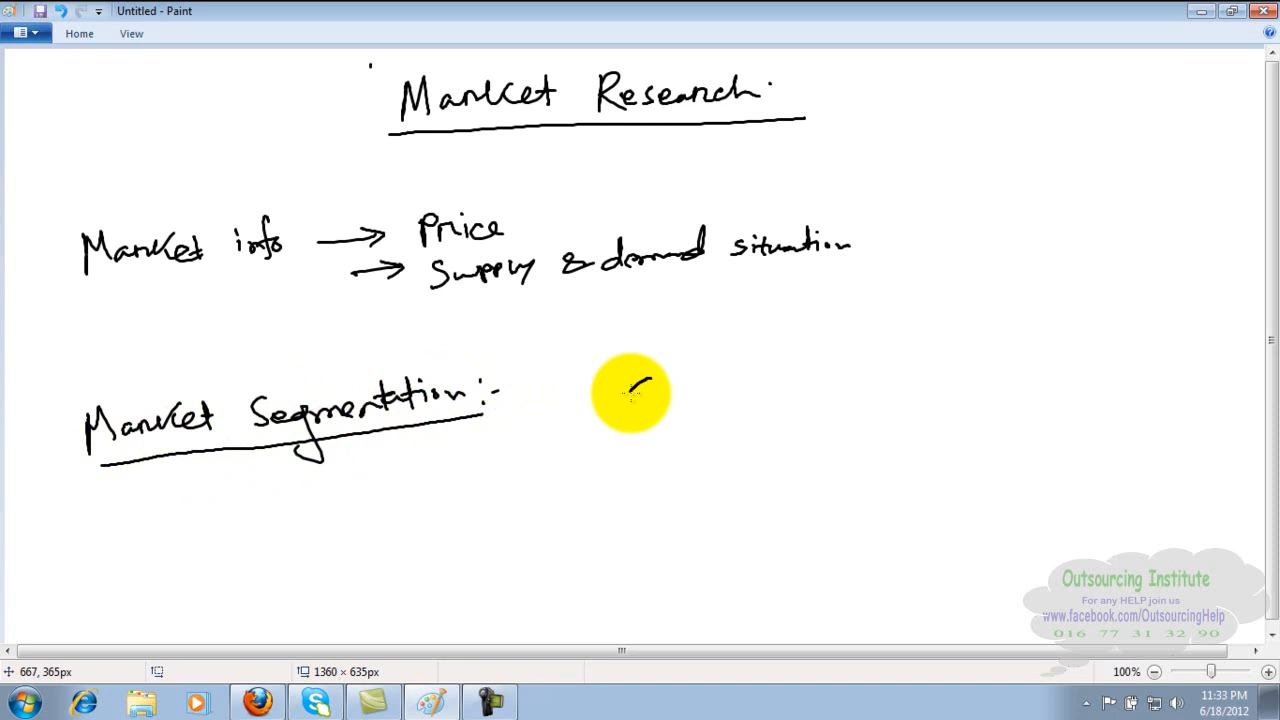 Untitled - Paint
Home View
Market Research
Market info → Price
→ Supply & demand situation
Market Segmentation :-
Outsourcing Institute
For any HELP join us
www.facebook.com/OutsourcingHelp
016 77 31 32 90
667, 365px
1360 × 635px
100%
11:33 PM
6/18/2012